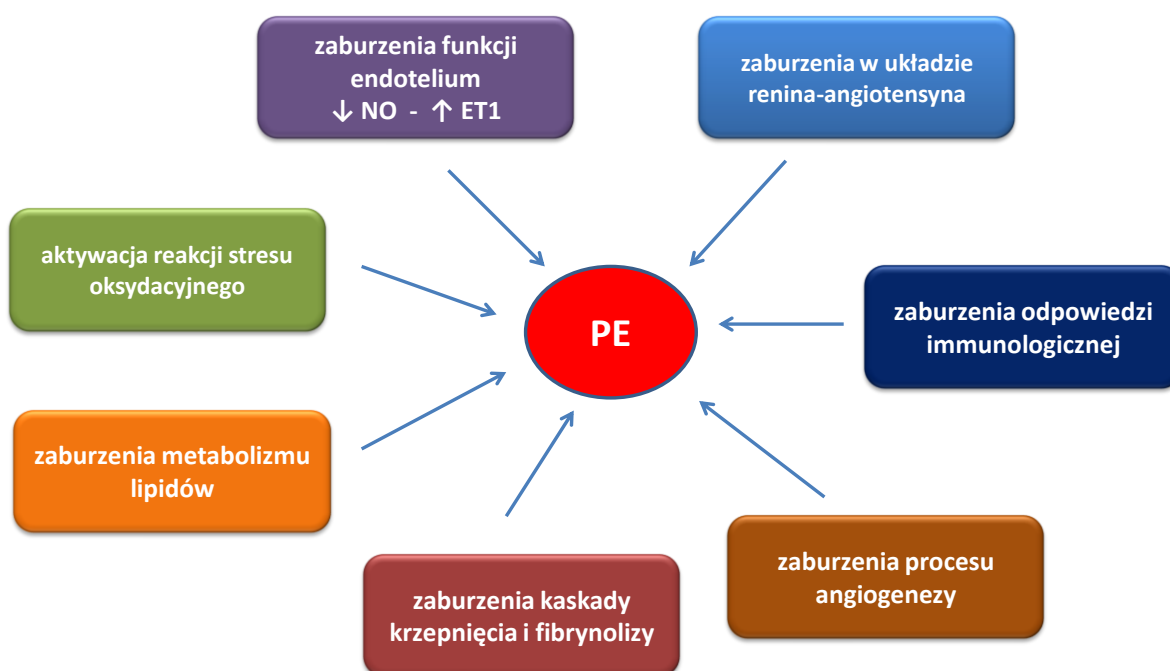 zaburzenia funkcji
endotelium
↓ NO - ↑ ET1
zaburzenia w układzie
renina-angiotensyna
aktywacja reakcji stresu
oksydacyjnego
PE
zaburzenia odpowiedzi
immunologicznej
zaburzenia metabolizmu
lipidów
zaburzenia procesu
angiogenezy
zaburzenia kaskady
krzepnięcia i fibrynolizy